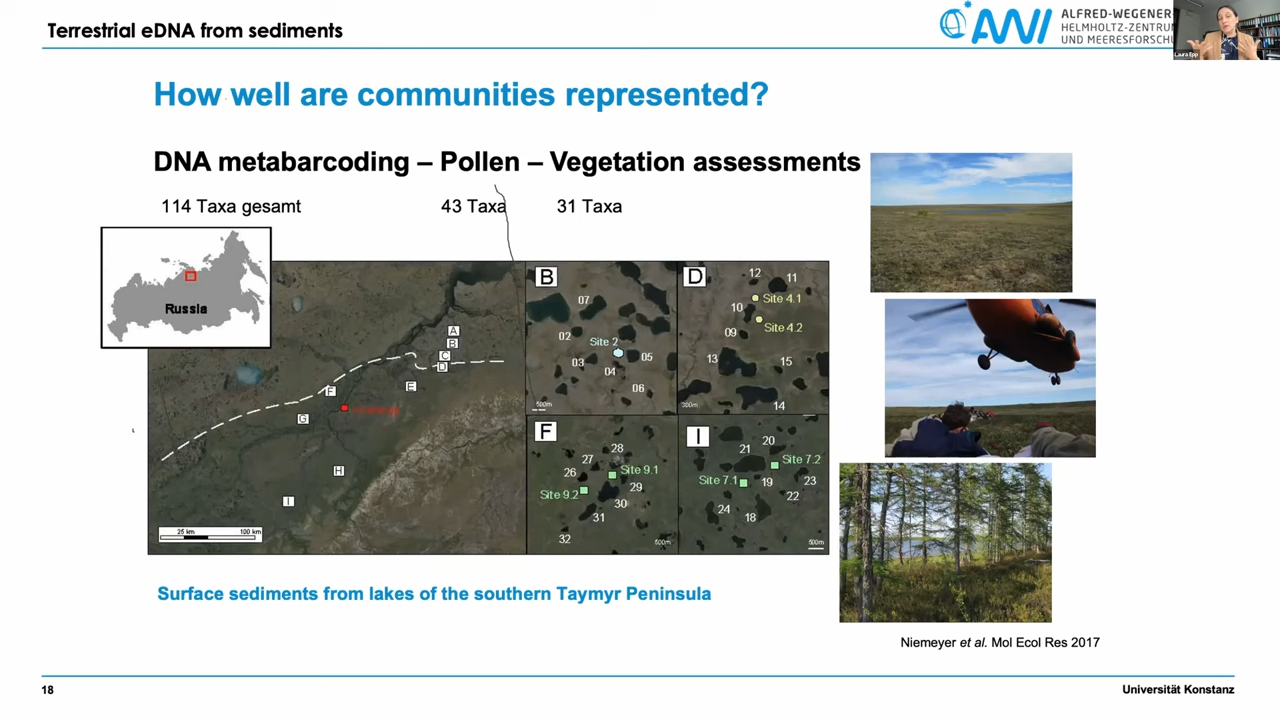 Terrestrial eDNA from sediments
AWI
ALFRED-WEGENER
HELMHOLTZ-ZENTRUM
UND MEERESFORSCHU
Laura Epp
How well are communities represented?
DNA metabarcoding – Pollen – Vegetation assessments
114 Taxa gesamt
43 Taxa
31 Taxa
Russia
A
B
C
D
E
F
G
H
I
25 km
100 km
B
07
02
Site 2
03
05
04
06
500m
D
12
11
Site 4.1
10
Site 4.2
09
13
15
14
500m
F
28
27
26
Site 9.1
Site 9.2
29
30
31
32
500m
I
20
21
Site 7.2
Site 7.1
19
23
22
24
18
500m
Surface sediments from lakes of the southern Taymyr Peninsula
Niemeyer et al. Mol Ecol Res 2017
18
Universität Konstanz